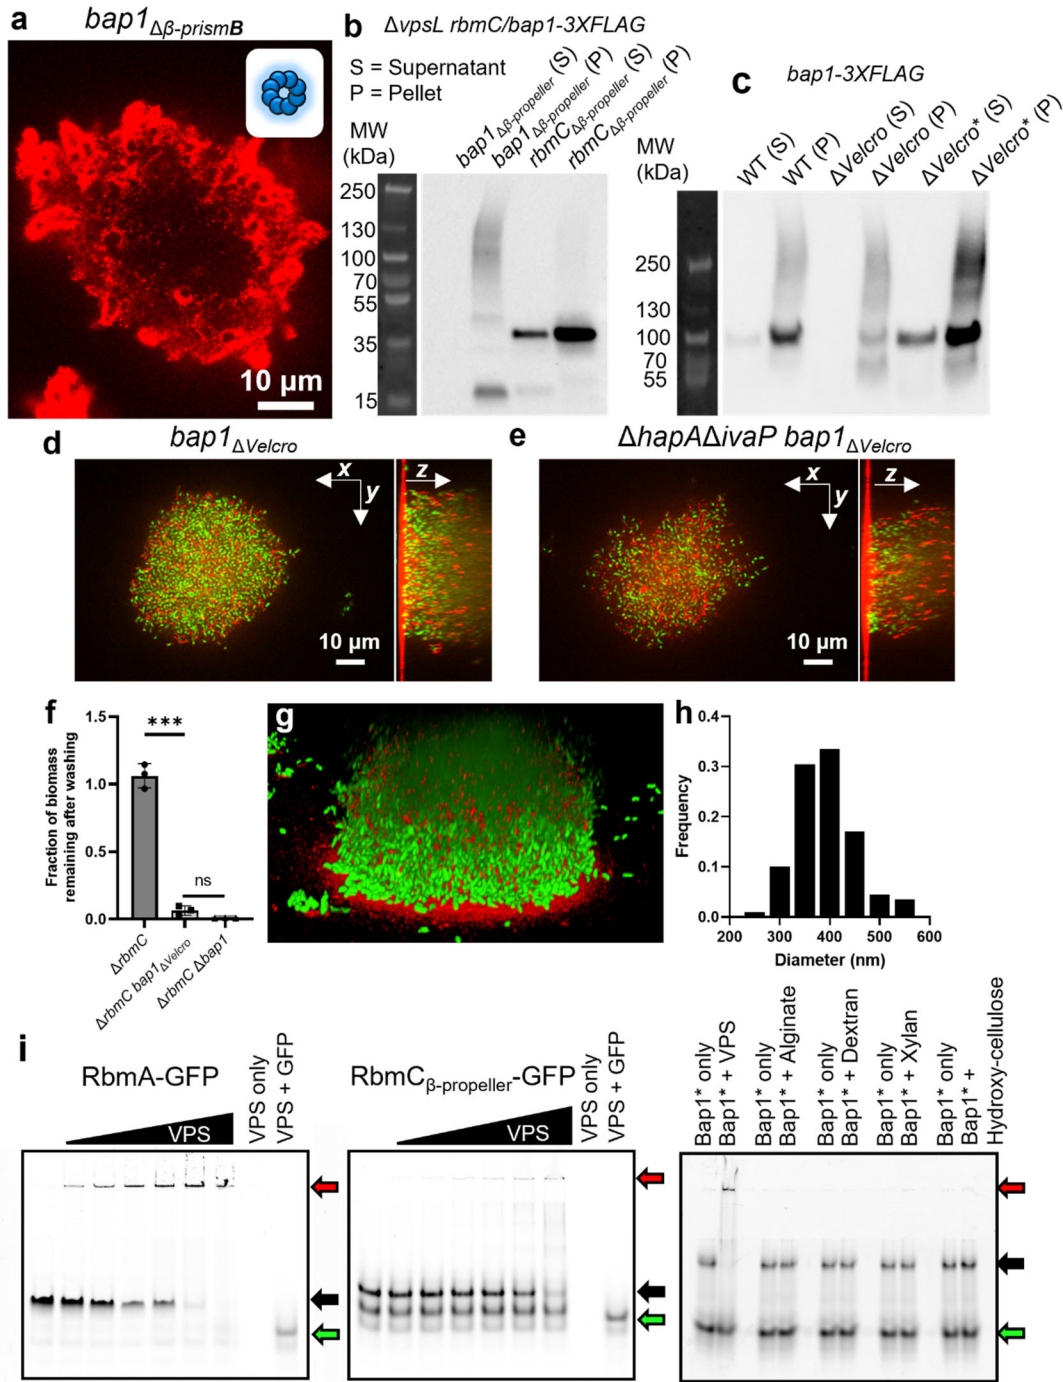 a
bap1Δβ-prismB
10 µm
b
ΔvpsL rbmC/bap1-3XFLAG
S = Supernatant
P = Pellet
MW
(kDa)
bap1Δβ-propeller (S)
bap1Δβ-propeller (P)
rbmCΔβ-propeller (S)
rbmCΔβ-propeller (P)
250
130
100
70
55
35
15
c
bap1-3XFLAG
MW
(kDa)
WT (S)
WT (P)
ΔVelcro (S)
ΔVelcro (P)
ΔVelcro* (S)
ΔVelcro* (P)
250
130
100
70
55
d
bap1ΔVelcro
x
y
z
10 µm
e
ΔhapAΔivaP bap1ΔVelcro
x
y
z
10 µm
f
Fraction of biomass
remaining after washing
1.5
1.0
0.5
0.0
***
ns
ΔrbmC
ΔrbmC bap1ΔVelcro
ΔrbmC Δbap1
g
h
Frequency
0.4
0.3
0.2
0.1
0.0
200
300
400
500
600
Diameter (nm)
i
RbmA-GFP
VPS
VPS only
VPS + GFP
RbmCβ-propeller-GFP
VPS
VPS only
VPS + GFP
Bap1* only
Bap1* + VPS
Bap1* only
Bap1* + Alginate
Bap1* only
Bap1* + Dextran
Bap1* only
Bap1* + Xylan
Bap1* only
Bap1* +
Hydroxy-cellulose